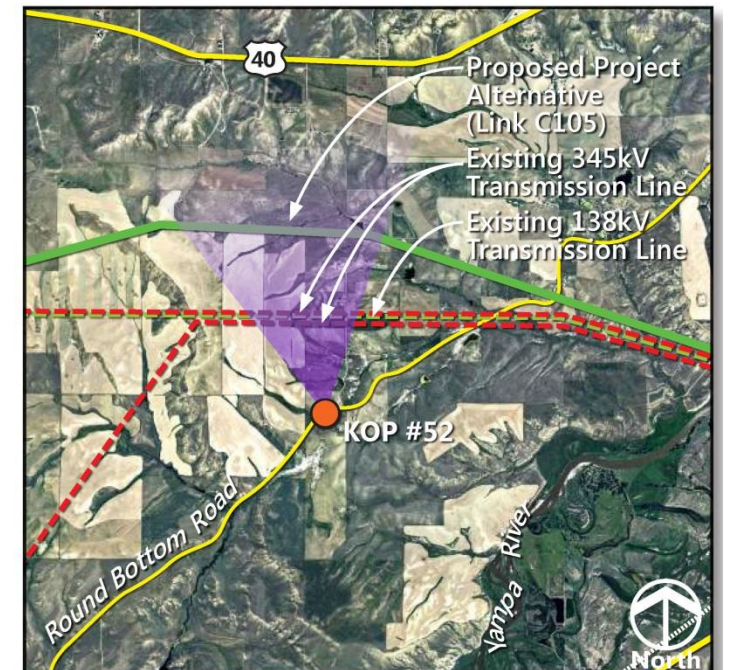 40
Proposed Project
Alternative
(Link C105)
Existing 345kV
Transmission Line
Existing 138kV
Transmission Line
KOP #52
Round Bottom Road
Yampa River
North